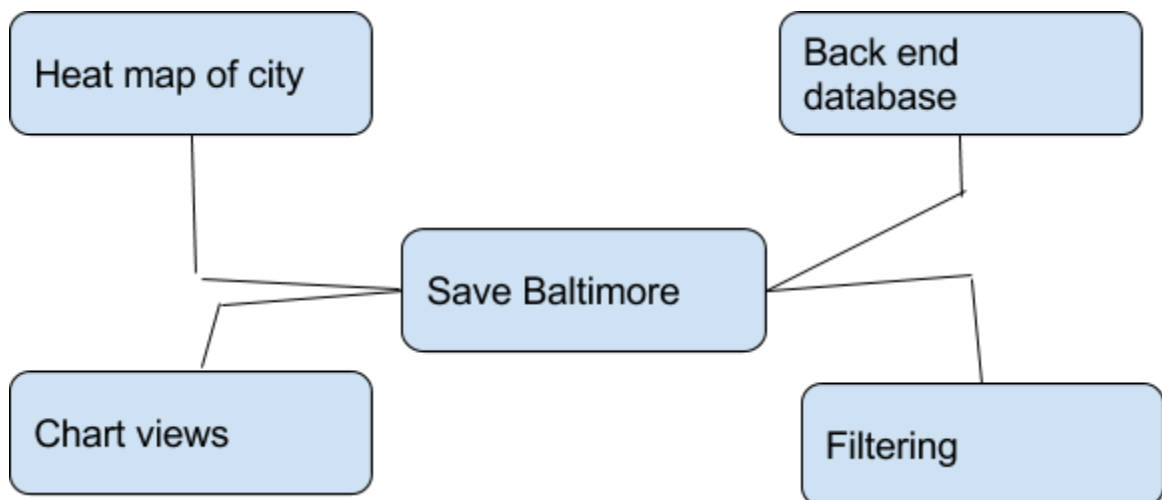 Heat map of city
Back end
database
Save Baltimore
Chart views
Filtering